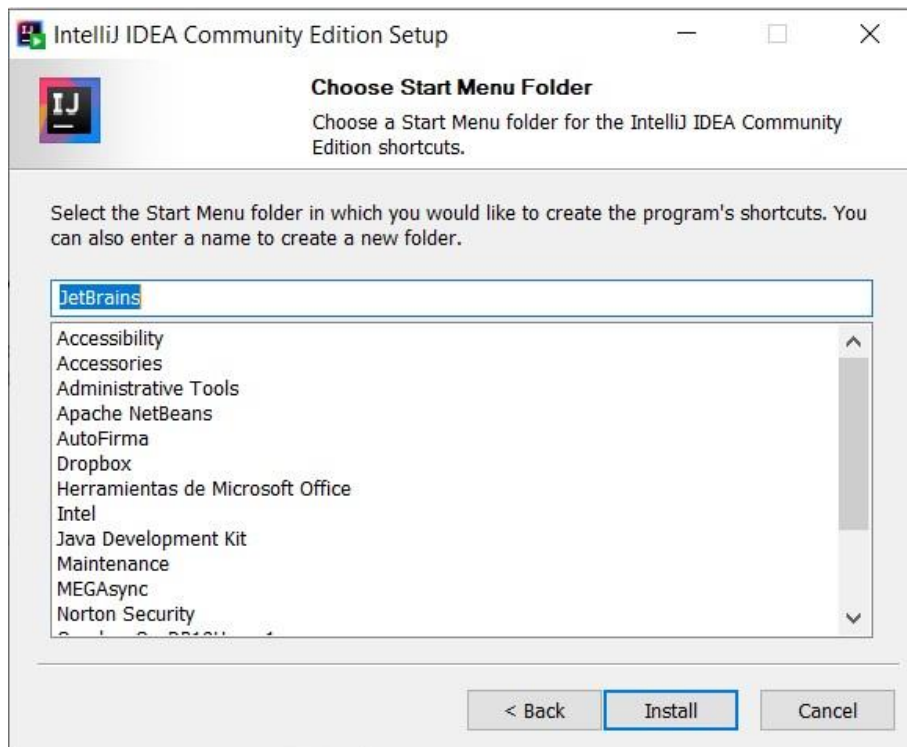 IntelliJ IDEA Community Edition Setup
IJ
Choose Start Menu Folder
Choose a Start Menu folder for the IntelliJ IDEA Community
Edition shortcuts.
Select the Start Menu folder in which you would like to create the program's shortcuts. You
can also enter a name to create a new folder.
JetBrains
Accessibility
Accessories
Administrative Tools
Apache NetBeans
AutoFirma
Dropbox
Herramientas de Microsoft Office
Intel
Java Development Kit
Maintenance
MEGAsync
Norton Security
< Back Install Cancel